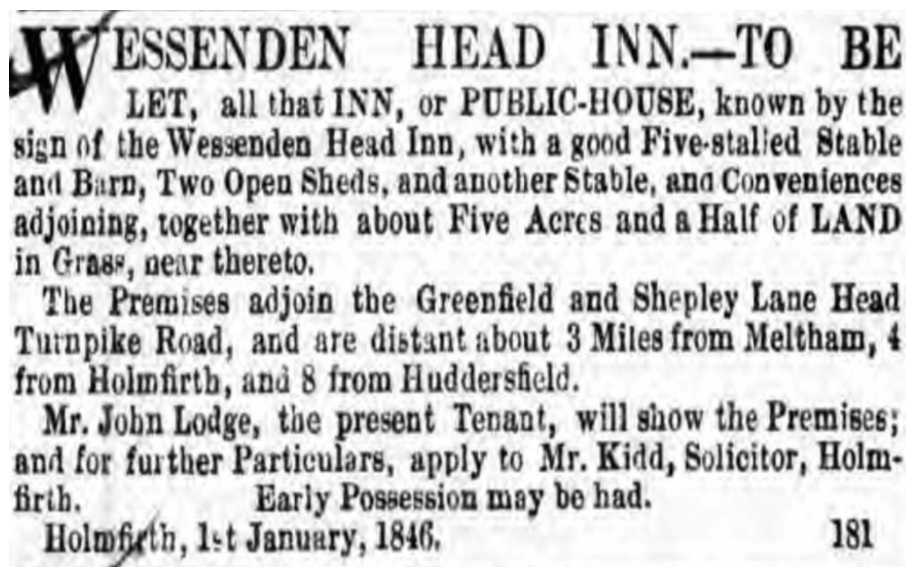 WESSENDEN HEAD INN.—TO BE
LET, all that INN, or PUBLIC-HOUSE, known by the
sign of the Wessenden Head Inn, with a good Five-stalled Stable
and Barn, Two Open Sheds, and another Stable, and Conveniences
adjoining, together with about Five Acres and a Half of LAND
in Grass, near thereto.
The Premises adjoin the Greenfield and Shepley Lane Head
Turnpike Road, and are distant about 3 Miles from Meltham, 4
from Holmfirth, and 8 from Huddersfield.
Mr. John Lodge, the present Tenant, will show the Premises;
and for further Particulars, apply to Mr. Kidd, Solicitor, Holm-
firth. Early Possession may be had.
Holmfirth, 1st January, 1846. 181